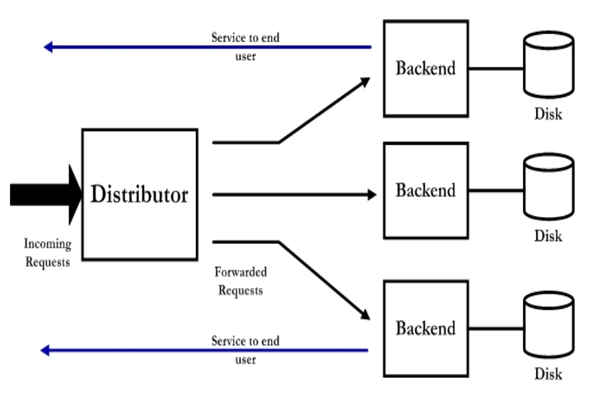 Service to end
user
Backend
Disk
Distributor
Backend
Disk
Incoming
Requests
Forwarded
Requests
Backend
Disk
Service to end
user